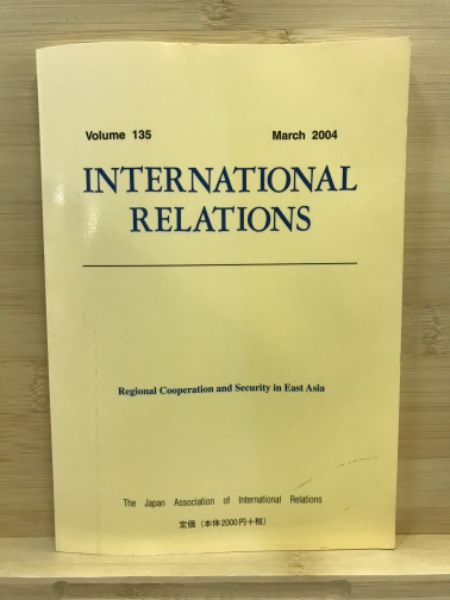 Volume 135 March 2004
INTERNATIONAL
RELATIONS
Regional Cooperation and Security in East Asia
The Japan Association of International Relations
定価（本体2000円＋税）